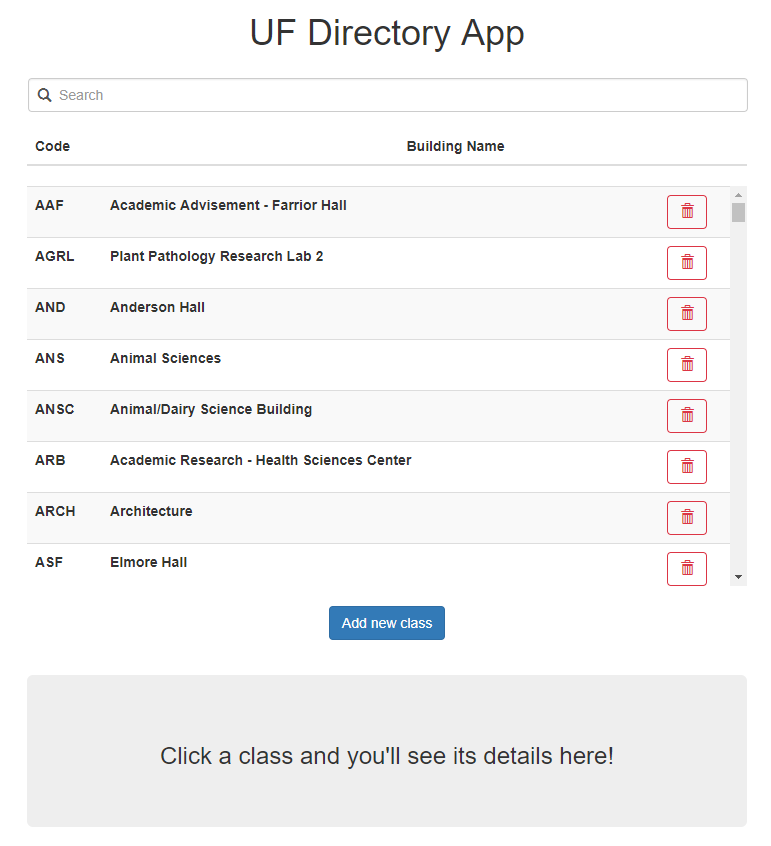 UF Directory App
Search
Code Building Name
AAF Academic Advisement - Farrior Hall
AGRL Plant Pathology Research Lab 2
AND Anderson Hall
ANS Animal Sciences
ANSC Animal/Dairy Science Building
ARB Academic Research - Health Sciences Center
ARCH Architecture
ASF Elmore Hall
Add new class
Click a class and you'll see its details here!